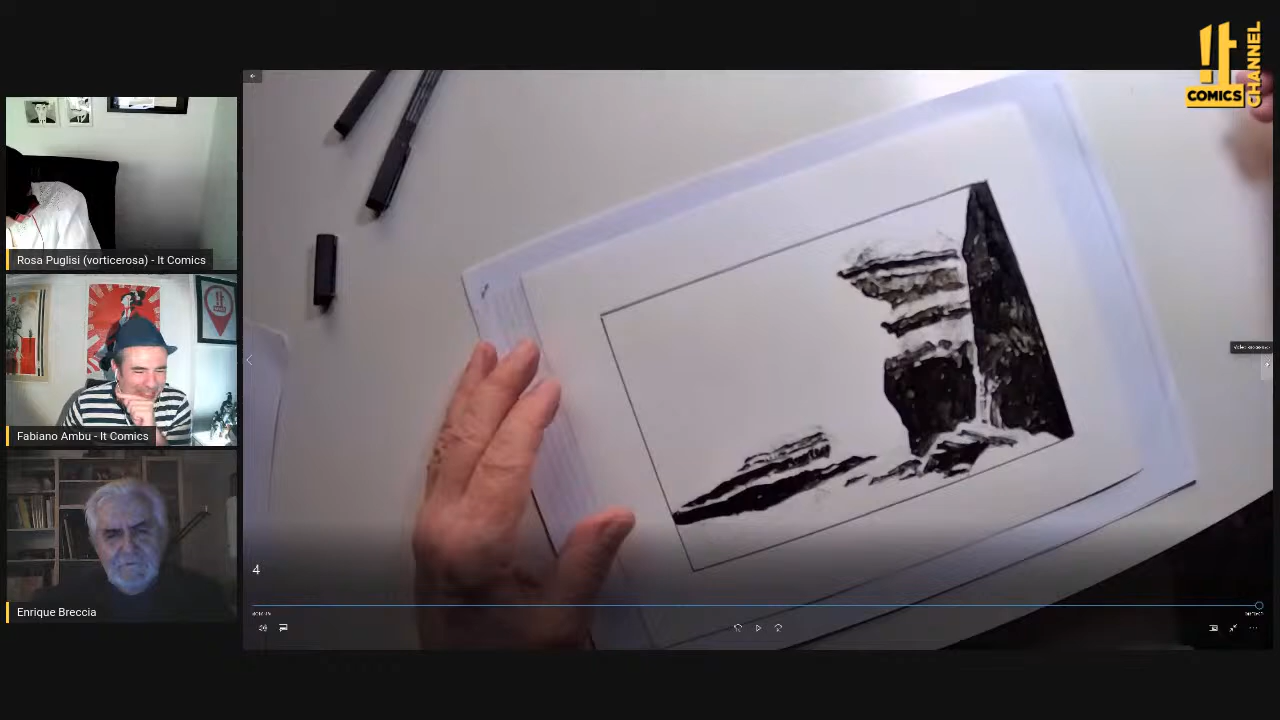 !t
COMICS
CHANNEL
Rosa Puglisi (vorticerosa) - It Comics
Fabiano Ambu - It Comics
Enrique Breccia
4